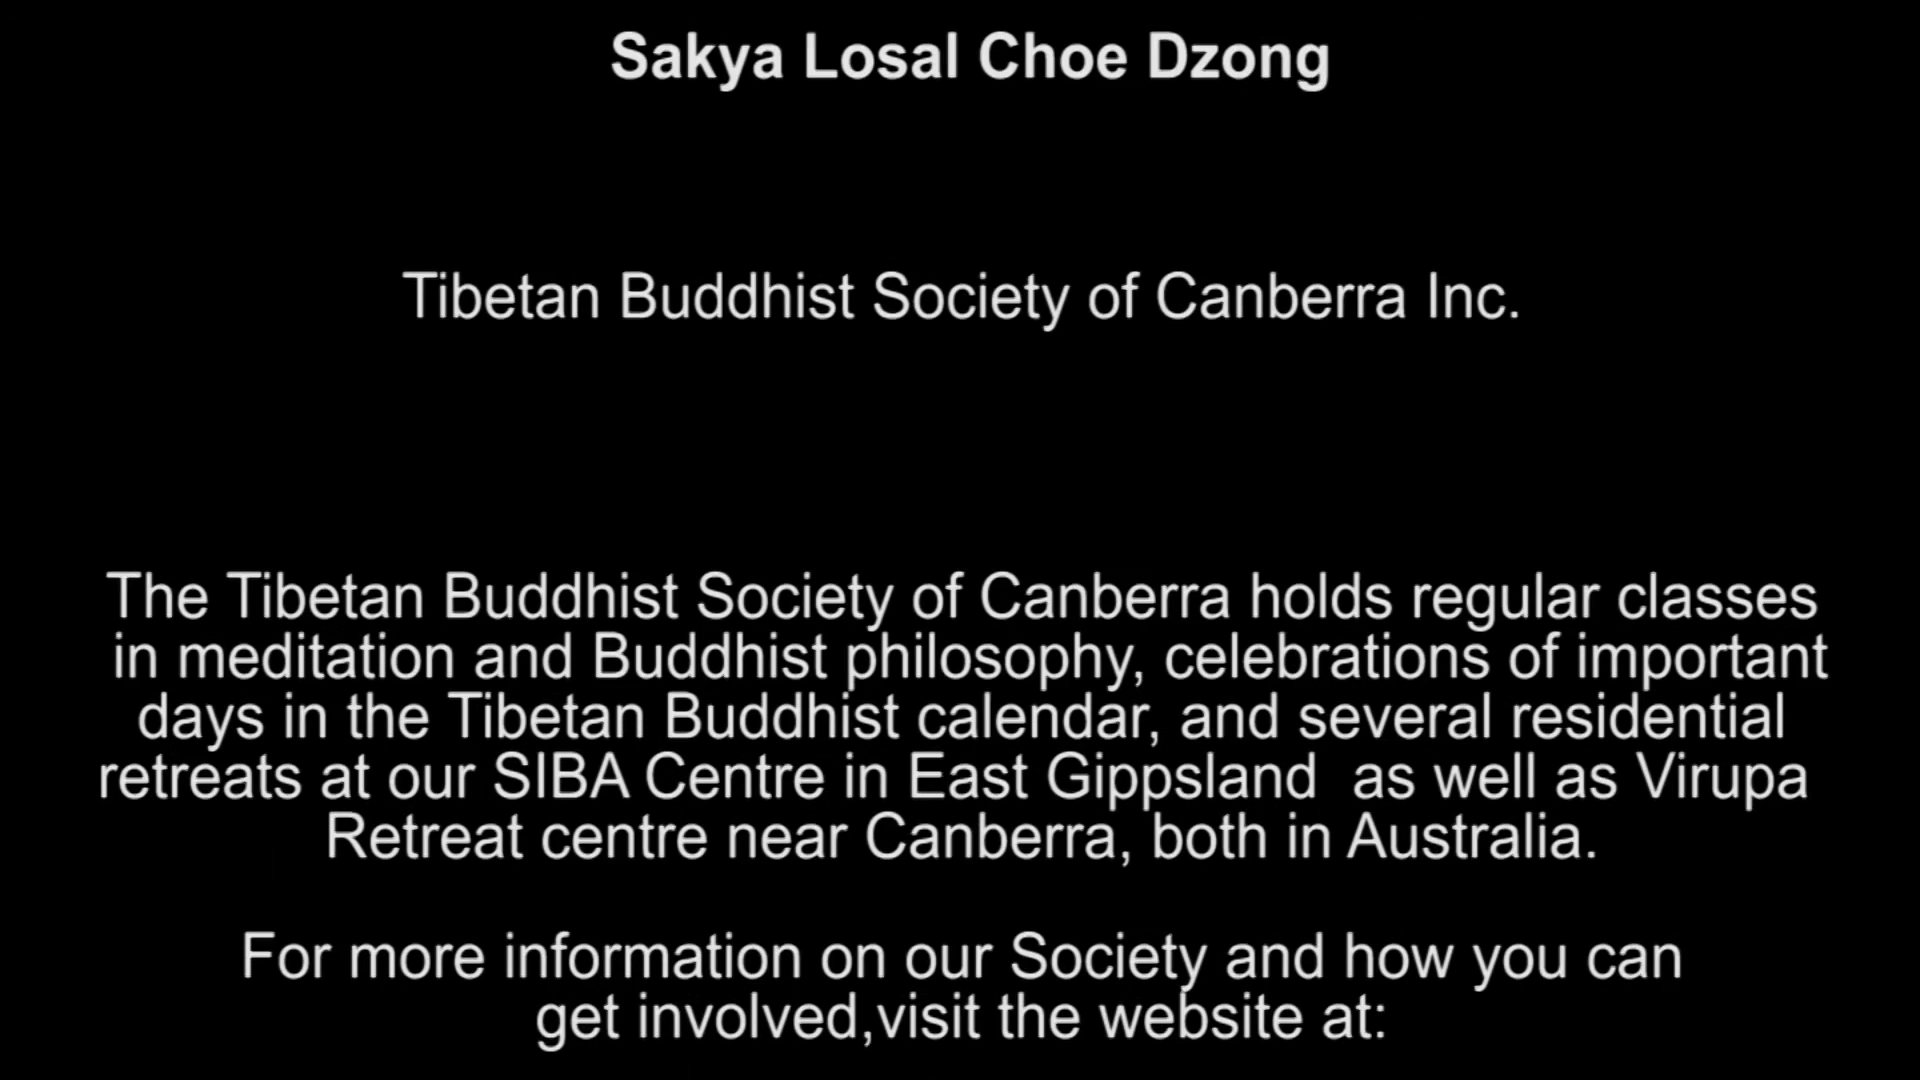 Sakya Losal Choe Dzong
Tibetan Buddhist Society of Canberra Inc.
The Tibetan Buddhist Society of Canberra holds regular classes
in meditation and Buddhist philosophy, celebrations of important
days in the Tibetan Buddhist calendar, and several residential
retreats at our SIBA Centre in East Gippsland  as well as Virupa
Retreat centre near Canberra, both in Australia.
For more information on our Society and how you can
get involved,visit the website at: